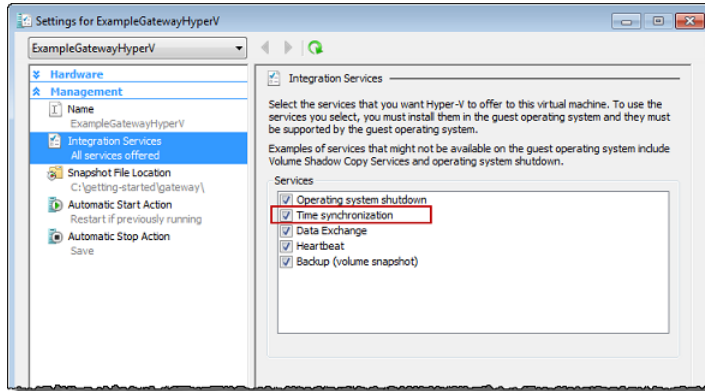 Settings for ExampleGatewayHyperV
ExampleGatewayHyperV
Hardware
Management
Name
ExampleGatewayHyperV
Integration Services
All services offered
Snapshot File Location
C:\getting-started\gateway\
Automatic Start Action
Restart if previously running
Automatic Stop Action
Save
Integration Services
Select the services that you want Hyper-V to offer to this virtual machine. To use the
services you select, you must install them in the guest operating system and they must
be supported by the guest operating system.
Examples of services that might not be available on the guest operating system include
Volume Shadow Copy Services and operating system shutdown.
Services
Operating system shutdown
Time synchronization
Data Exchange
Heartbeat
Backup (volume snapshot)